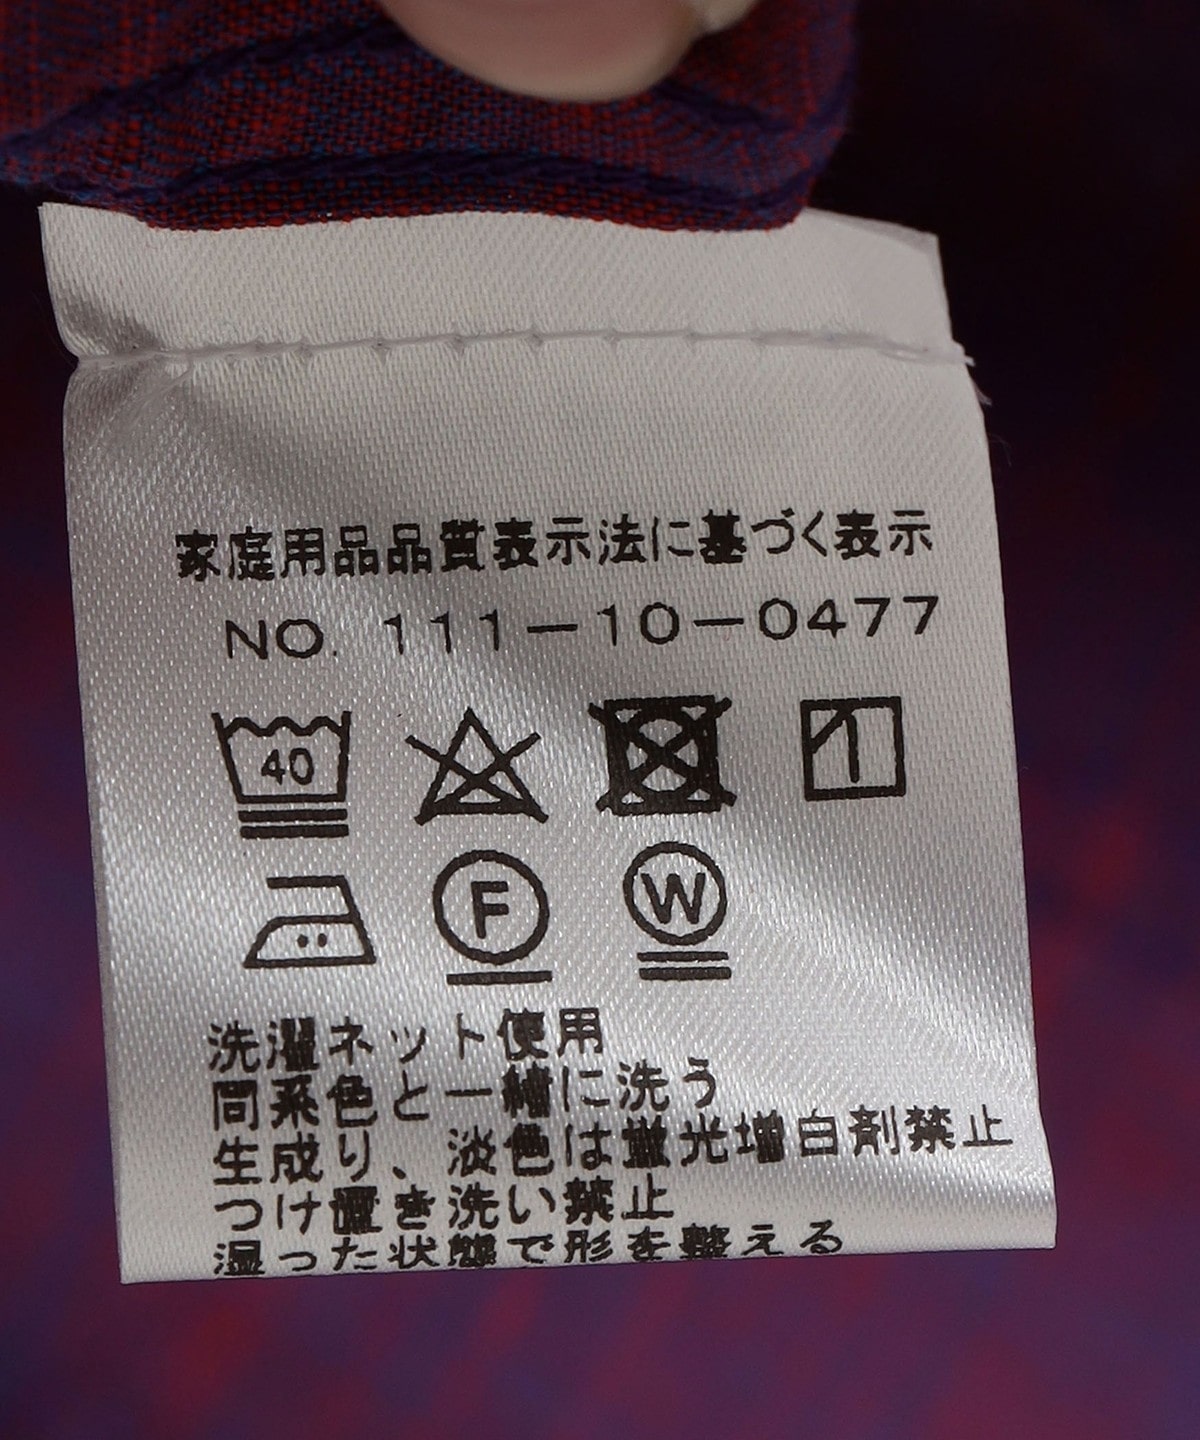 家庭用品品質表示法に基づく表示
NO. 111-10-0477
40
F
W
洗濯ネット使用
同系色と一緒に洗う
生成り、淡色は蛍光増白剤禁止
つけ置き洗い禁止
湿った状態で形を整える